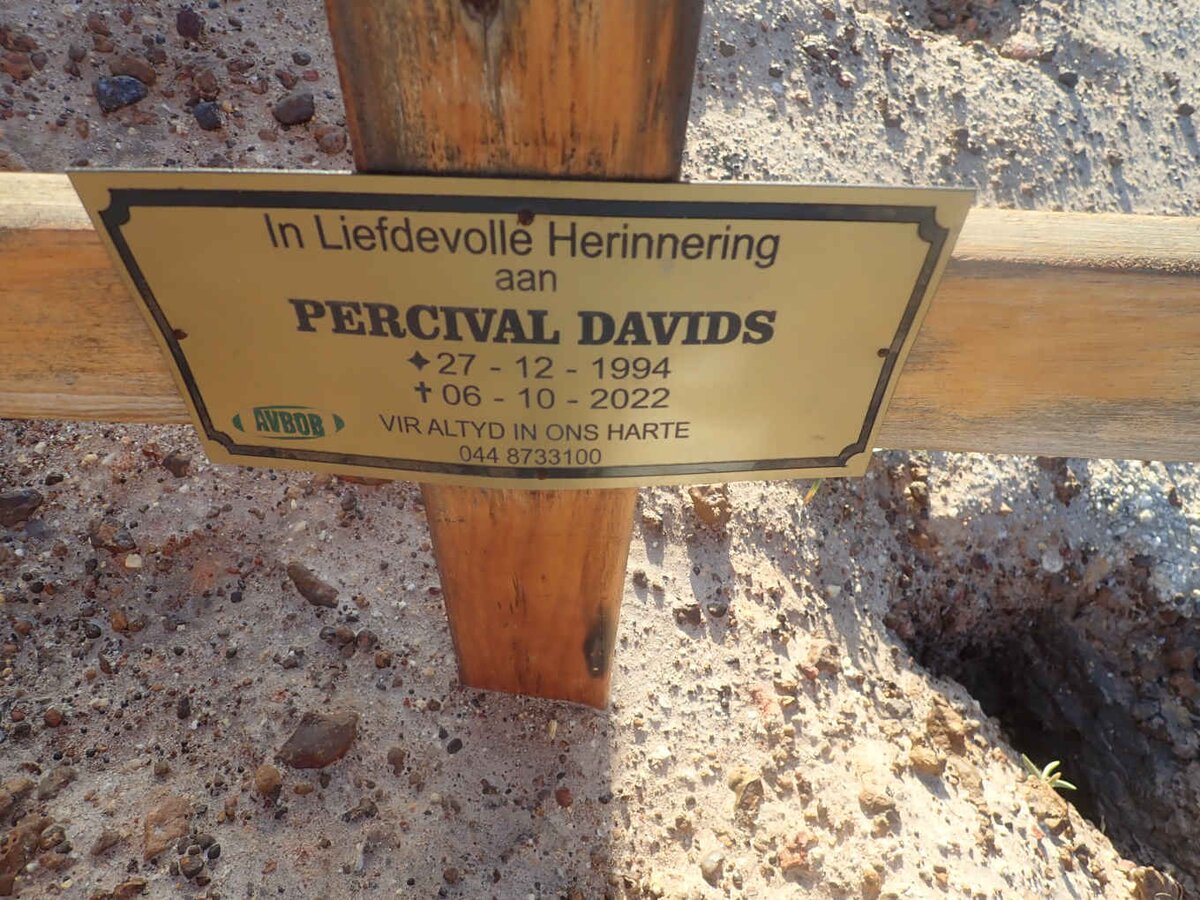 In Liefdevolle Herinnering
aan
PERCIVAL DAVIDS
✦27 - 12 - 1994
✝06 - 10 - 2022
AVBOB
VIR ALTYD IN ONS HARTE
044 8733100